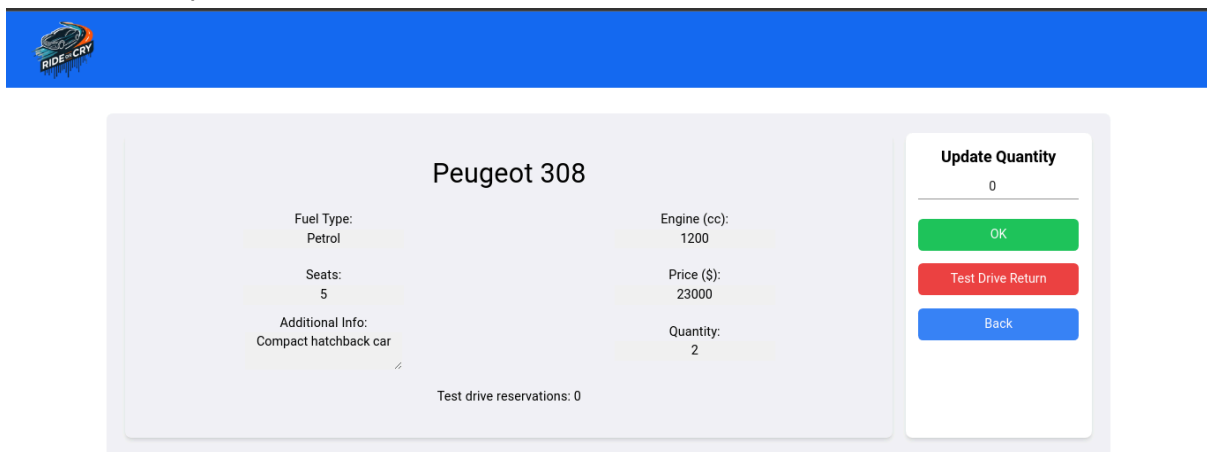 RIDE OR CRY
Peugeot 308
Fuel Type:
Petrol
Engine (cc):
1200
Seats:
5
Price ($):
23000
Additional Info:
Compact hatchback car
Quantity:
2
Test drive reservations: 0
Update Quantity
0
OK
Test Drive Return
Back